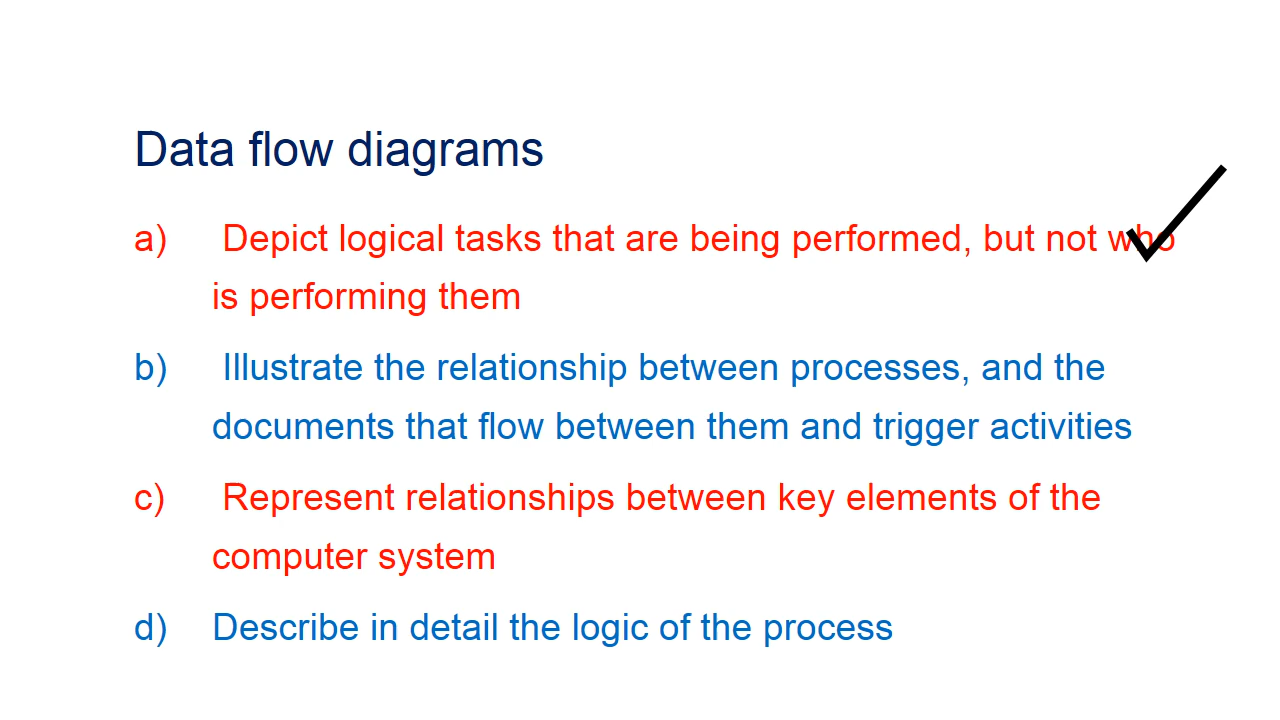 Data flow diagrams
a) Depict logical tasks that are being performed, but not who
is performing them
b) Illustrate the relationship between processes, and the
documents that flow between them and trigger activities
c) Represent relationships between key elements of the
computer system
d) Describe in detail the logic of the process